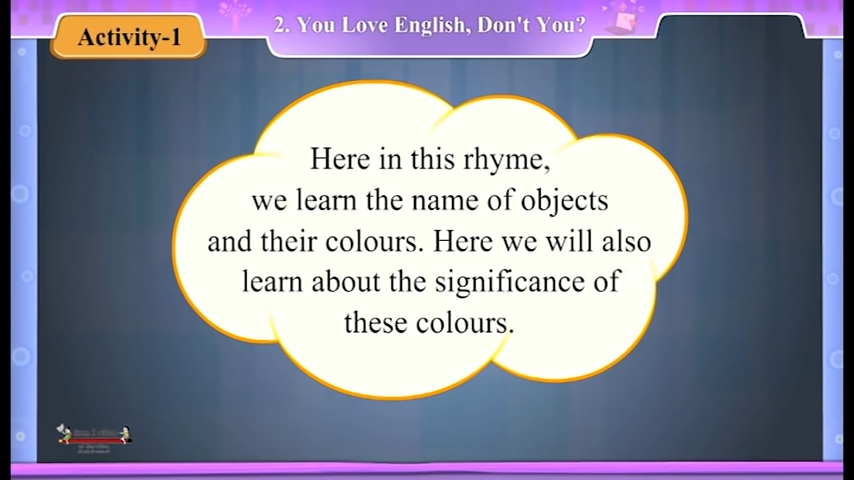 2. You Love English, Don't You?
Activity-1
Here in this rhyme,
we learn the name of objects
and their colours. Here we will also
learn about the significance of
these colours.